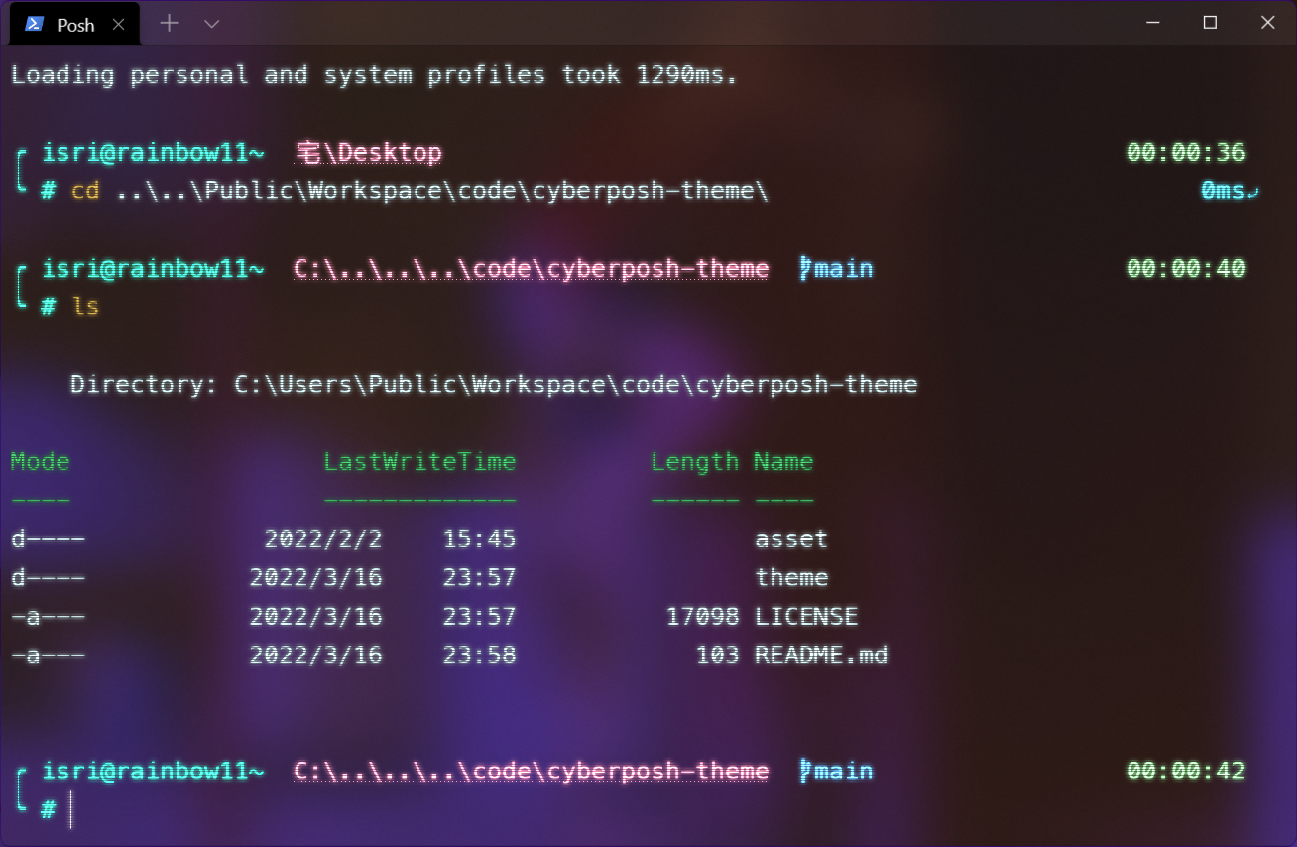 Posh
Loading personal and system profiles took 1290ms.
isri@rainbow11~ 宅\Desktop 00:00:36
# cd ..\..\Public\Workspace\code\cyberposh-theme\ 0ms
isri@rainbow11~ C:\..\..\..\code\cyberposh-theme main 00:00:40
# ls
Directory: C:\Users\Public\Workspace\code\cyberposh-theme
Mode LastWriteTime Length Name
---- ------------- ------ ----
d---- 2022/2/2 15:45 asset
d---- 2022/3/16 23:57 theme
-a--- 2022/3/16 23:57 17098 LICENSE
-a--- 2022/3/16 23:58 103 README.md
isri@rainbow11~ C:\..\..\..\code\cyberposh-theme main 00:00:42
#